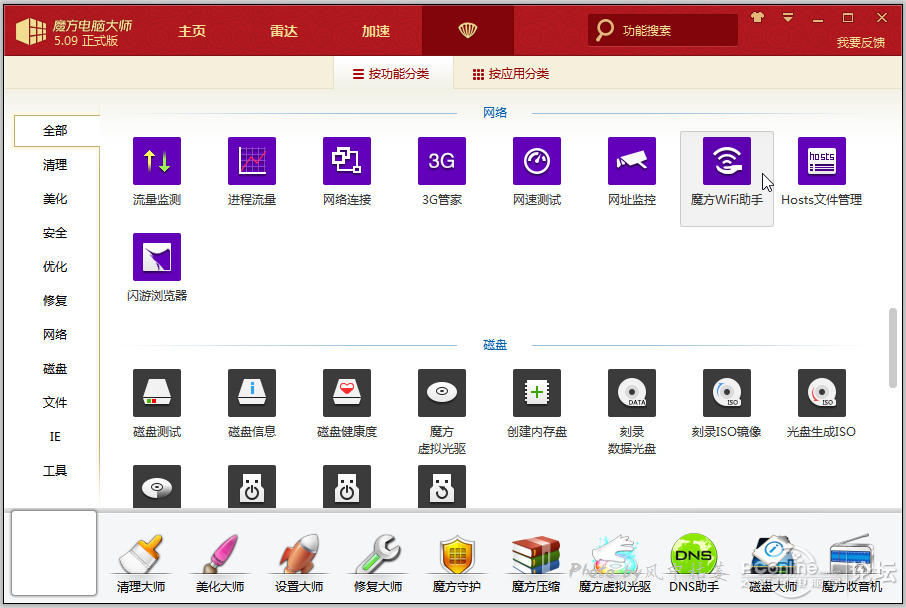 魔方电脑大师
5.09 正式版
主页
雷达
加速
功能搜索
我要反馈
按功能分类
按应用分类
全部
清理
美化
安全
优化
修复
网络
磁盘
文件
IE
工具
网络
3G
hosts
流量监测
进程流量
网络连接
3G管家
网速测试
网址监控
魔方WiFi助手
Hosts文件管理
闪游浏览器
磁盘
DATA
ISO
ISO
磁盘测试
磁盘信息
磁盘健康度
魔方
虚拟光驱
创建内存盘
刻录
数据光盘
刻录ISO镜像
光盘生成ISO
DNS
清理大师
美化大师
设置大师
修复大师
魔方守护
魔方压缩
魔方虚拟光驱
DNS助手
磁盘大师
魔方收音机
Pconline 论坛